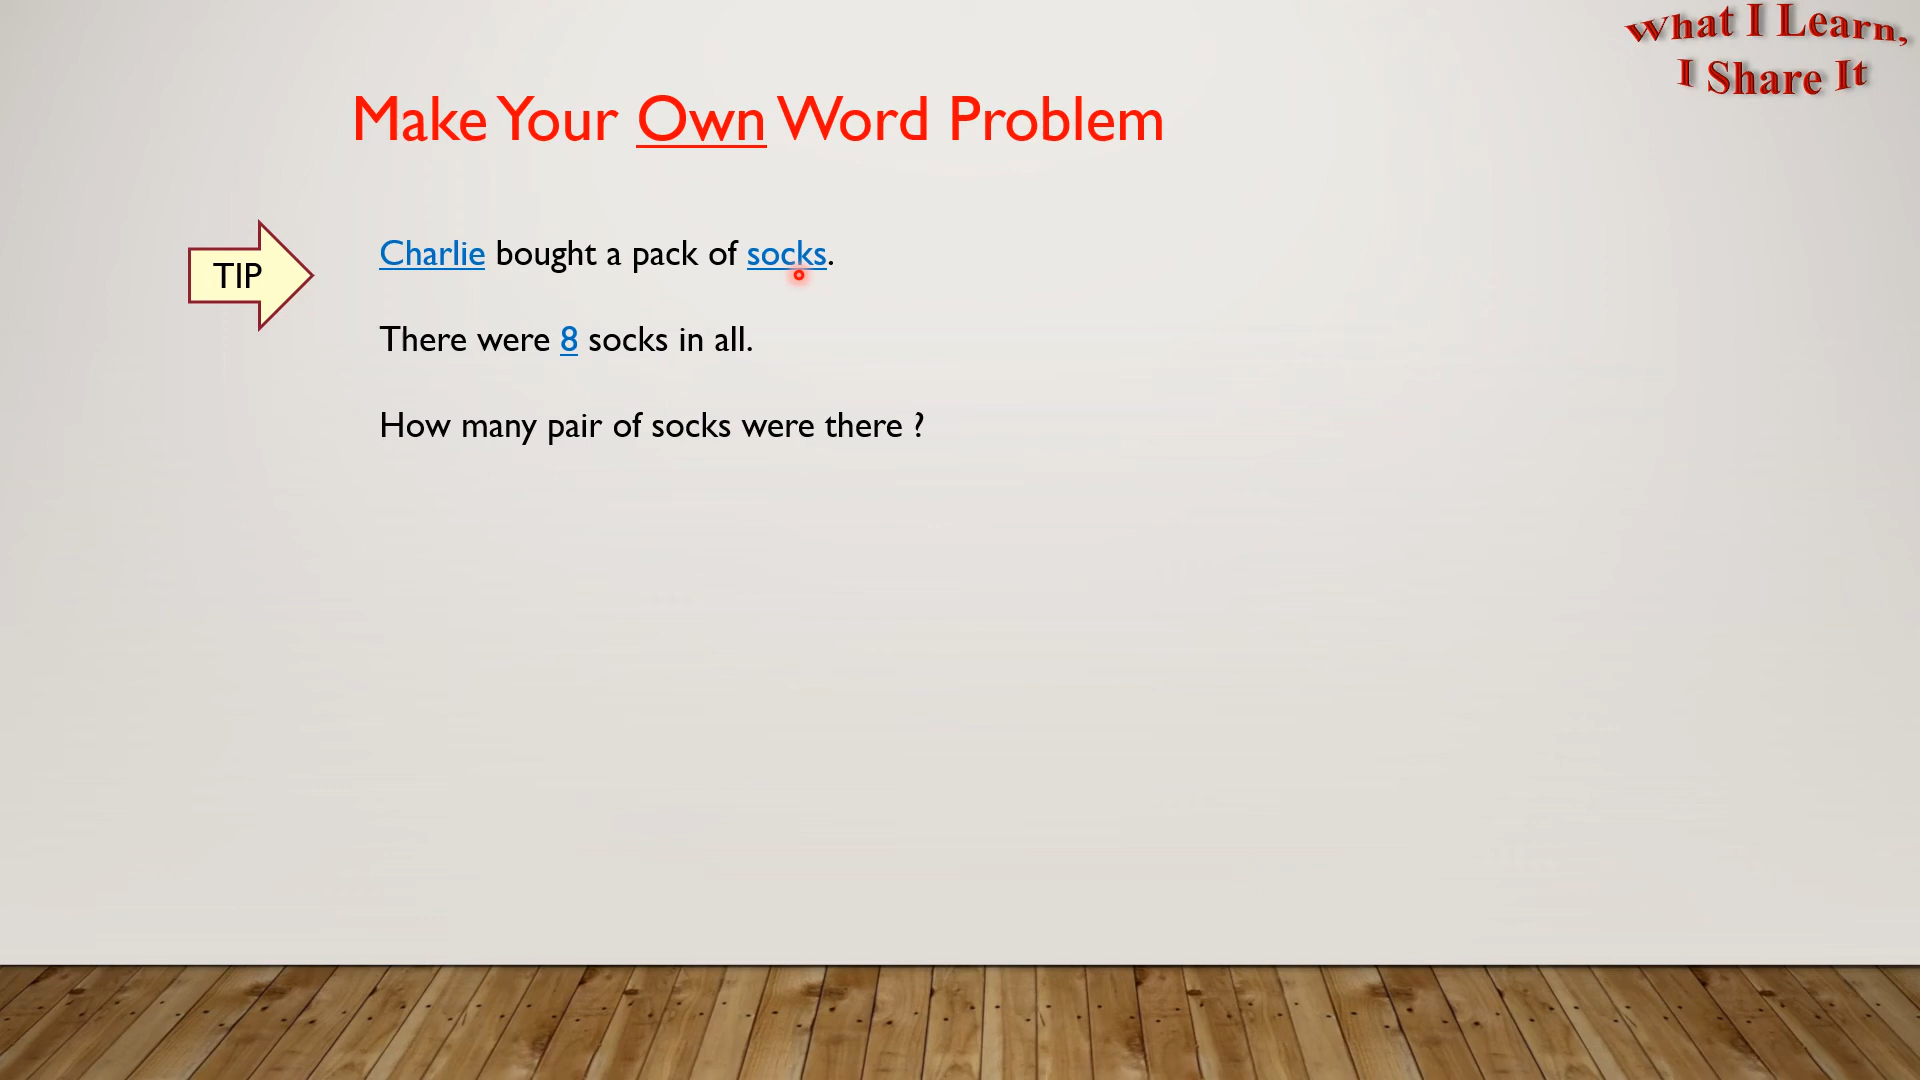 What I Learn,
I Share It
Make Your Own Word Problem
TIP
Charlie bought a pack of socks.
There were 8 socks in all.
How many pair of socks were there ?